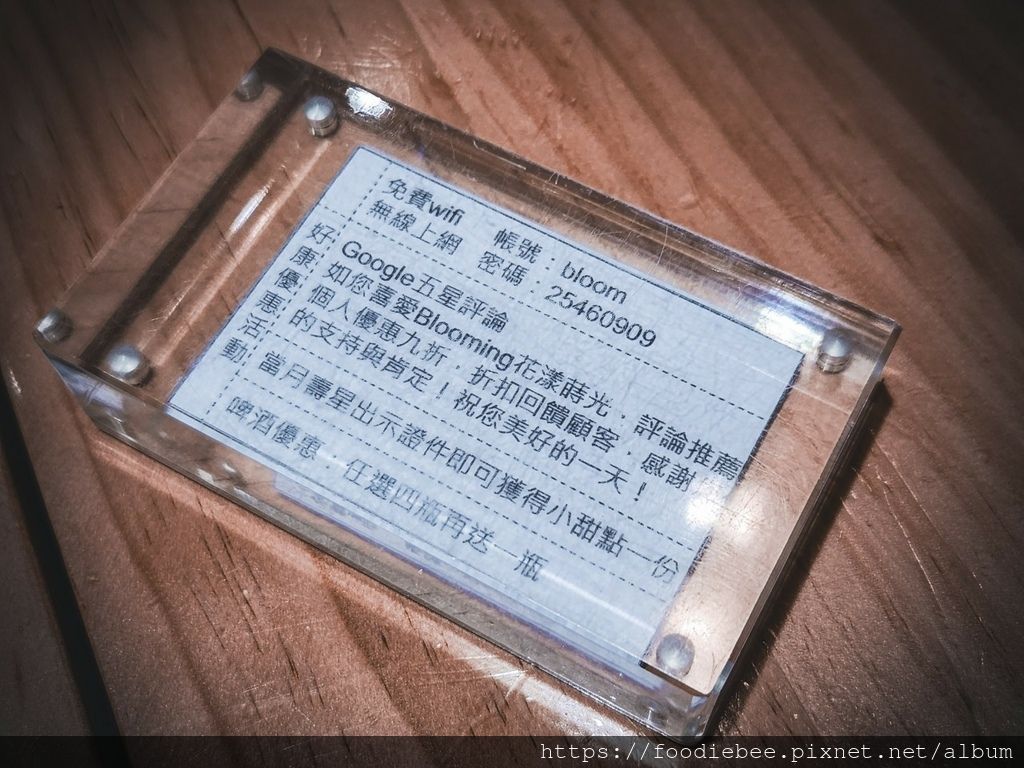 免費wifi 帳號：bloom
無線上網 密碼：25460909
好康優惠活動
Google五星評論
如您喜愛Blooming花漾蒔光，評論推薦
個人優惠九折，折扣回饋顧客，感謝
的支持與肯定！祝您美好的一天！
當月壽星出示證件即可獲得小甜點一份
啤酒優惠，任選四瓶再送一瓶
https://foodiebee.pixnet.net/album